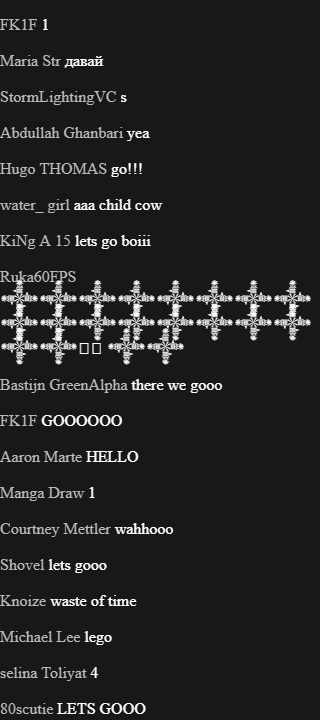 FK1F 1
Maria Str давай
StormLightingVC s
Abdullah Ghanbari yea
Hugo THOMAS go!!!
water_ girl aaa child cow
KiNg A 15 lets go boiii
Ruka60FPS
Bastijn GreenAlpha there we gooo
FK1F GOOOOOO
Aaron Marte HELLO
Manga Draw 1
Courtney Mettler wahhooo
Shovel lets gooo
Knoize waste of time
Michael Lee lego
selina Toliyat 4
80scutie LETS GOOO